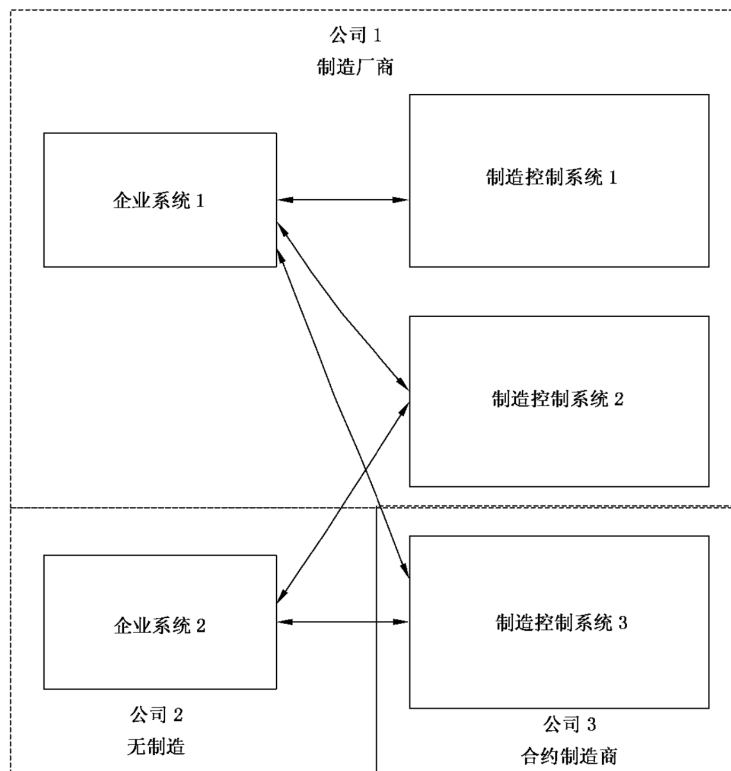 公司 1
制造厂商
企业系统 1
制造控制系统 1
制造控制系统 2
企业系统 2
制造控制系统 3
公司 2
无制造
公司 3
合约制造商